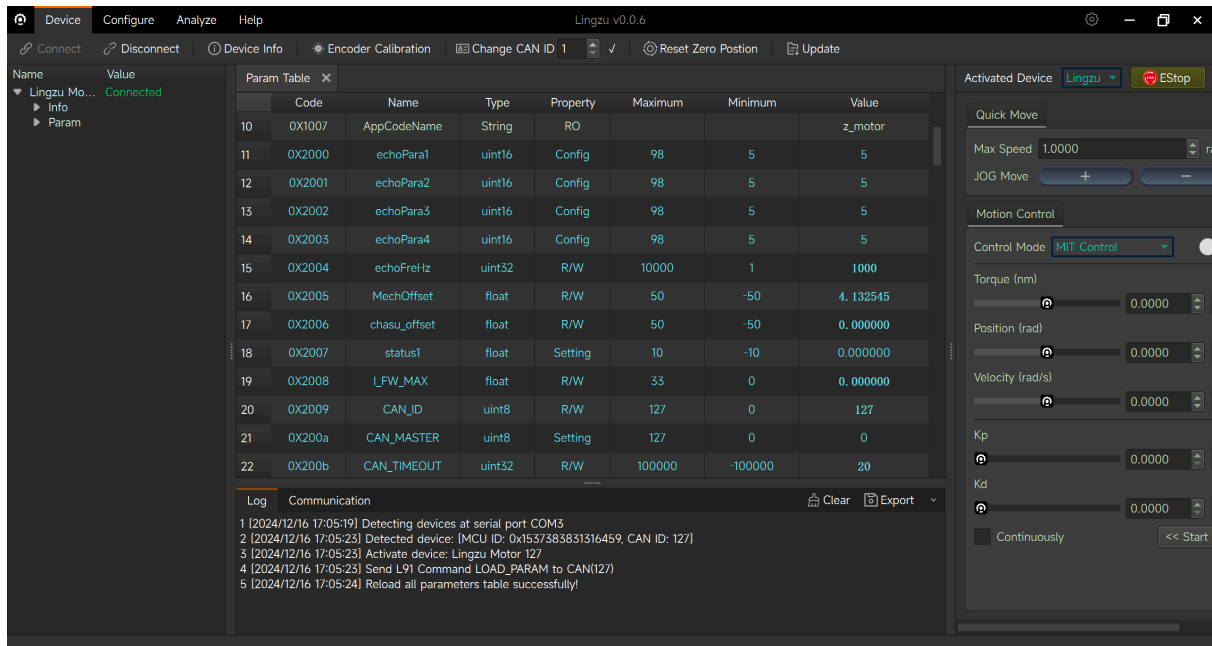 Device Configure Analyze Help Lingzu v0.0.6
Connect Disconnect Device Info Encoder Calibration Change CAN ID 1 √ Reset Zero Postion Update
Name Value
Lingzu Mo... Connected
Info
Param
Param Table
Code Name Type Property Maximum Minimum Value
10 0X1007 AppCodeName String RO z_motor
11 0X2000 echoPara1 uint16 Config 98 5 5
12 0X2001 echoPara2 uint16 Config 98 5 5
13 0X2002 echoPara3 uint16 Config 98 5 5
14 0X2003 echoPara4 uint16 Config 98 5 5
15 0X2004 echoFreHz uint32 R/W 10000 1 1000
16 0X2005 MechOffset float R/W 50 -50 4.132545
17 0X2006 chasu_offset float R/W 50 -50 0.000000
18 0X2007 status1 float Setting 10 -10 0.000000
19 0X2008 I_FW_MAX float R/W 33 0 0.000000
20 0X2009 CAN_ID uint8 R/W 127 0 127
21 0X200a CAN_MASTER uint8 Setting 127 0 0
22 0X200b CAN_TIMEOUT uint32 R/W 100000 -100000 20
Log Communication Clear Export
1 [2024/12/16 17:05:19] Detecting devices at serial port COM3
2 [2024/12/16 17:05:23] Detected device: [MCU ID: 0x1537383831316459, CAN ID: 127]
3 [2024/12/16 17:05:23] Activate device: Lingzu Motor 127
4 [2024/12/16 17:05:23] Send L91 Command LOAD_PARAM to CAN(127)
5 [2024/12/16 17:05:24] Reload all parameters table successfully!
Activated Device Lingzu EStop
Quick Move
Max Speed 1.0000
JOG Move + −
Motion Control
Control Mode MIT Control
Torque (nm)
0.0000
Position (rad)
0.0000
Velocity (rad/s)
0.0000
Kp
0.0000
Kd
0.0000
Continuously << Start